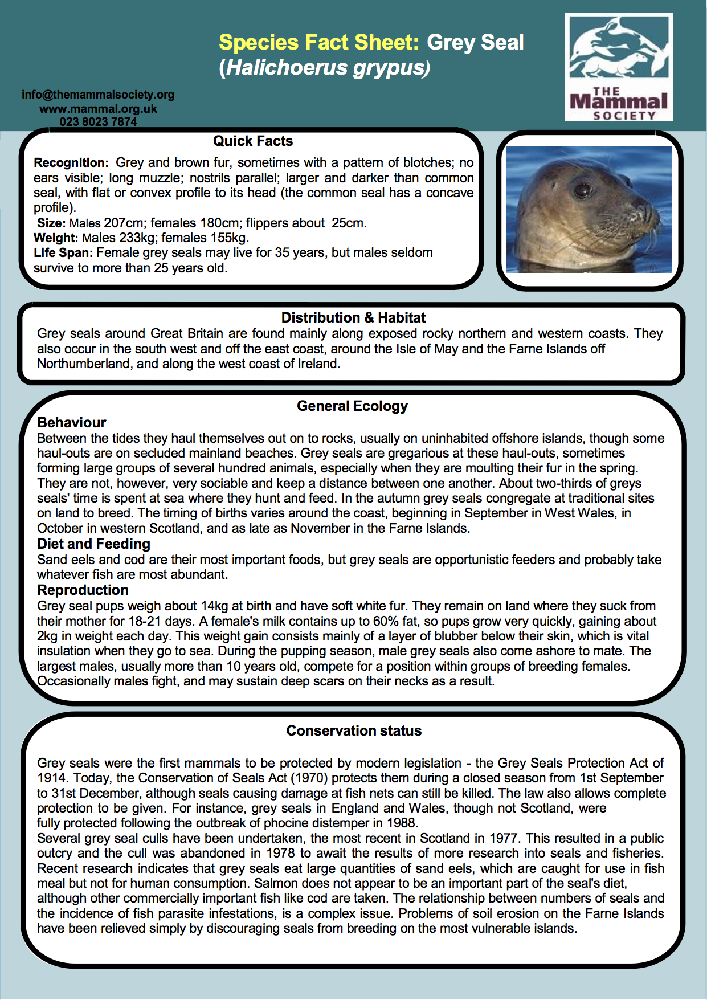 Species Fact Sheet: Grey Seal
(Halichoerus grypus)
THE
Mammal
SOCIETY
info@themammalsociety.org
www.mammal.org.uk
023 8023 7874
Quick Facts
Recognition: Grey and brown fur, sometimes with a pattern of blotches; no
ears visible; long muzzle; nostrils parallel; larger and darker than common
seal, with flat or convex profile to its head (the common seal has a concave
profile).
Size: Males 207cm; females 180cm; flippers about 25cm.
Weight: Males 233kg; females 155kg.
Life Span: Female grey seals may live for 35 years, but males seldom
survive to more than 25 years old.
Distribution & Habitat
Grey seals around Great Britain are found mainly along exposed rocky northern and western coasts. They
also occur in the south west and off the east coast, around the Isle of May and the Farne Islands off
Northumberland, and along the west coast of Ireland.
General Ecology
Behaviour
Between the tides they haul themselves out on to rocks, usually on uninhabited offshore islands, though some
haul-outs are on secluded mainland beaches. Grey seals are gregarious at these haul-outs, sometimes
forming large groups of several hundred animals, especially when they are moulting their fur in the spring.
They are not, however, very sociable and keep a distance between one another. About two-thirds of greys
seals' time is spent at sea where they hunt and feed. In the autumn grey seals congregate at traditional sites
on land to breed. The timing of births varies around the coast, beginning in September in West Wales, in
October in western Scotland, and as late as November in the Farne Islands.
Diet and Feeding
Sand eels and cod are their most important foods, but grey seals are opportunistic feeders and probably take
whatever fish are most abundant.
Reproduction
Grey seal pups weigh about 14kg at birth and have soft white fur. They remain on land where they suck from
their mother for 18-21 days. A female's milk contains up to 60% fat, so pups grow very quickly, gaining about
2kg in weight each day. This weight gain consists mainly of a layer of blubber below their skin, which is vital
insulation when they go to sea. During the pupping season, male grey seals also come ashore to mate. The
largest males, usually more than 10 years old, compete for a position within groups of breeding females.
Occasionally males fight, and may sustain deep scars on their necks as a result.
Conservation status
Grey seals were the first mammals to be protected by modern legislation - the Grey Seals Protection Act of
1914. Today, the Conservation of Seals Act (1970) protects them during a closed season from 1st September
to 31st December, although seals causing damage at fish nets can still be killed. The law also allows complete
protection to be given. For instance, grey seals in England and Wales, though not Scotland, were
fully protected following the outbreak of phocine distemper in 1988.
Several grey seal culls have been undertaken, the most recent in Scotland in 1977. This resulted in a public
outcry and the cull was abandoned in 1978 to await the results of more research into seals and fisheries.
Recent research indicates that grey seals eat large quantities of sand eels, which are caught for use in fish
meal but not for human consumption. Salmon does not appear to be an important part of the seal's diet,
although other commercially important fish like cod are taken. The relationship between numbers of seals and
the incidence of fish parasite infestations, is a complex issue. Problems of soil erosion on the Farne Islands
have been relieved simply by discouraging seals from breeding on the most vulnerable islands.